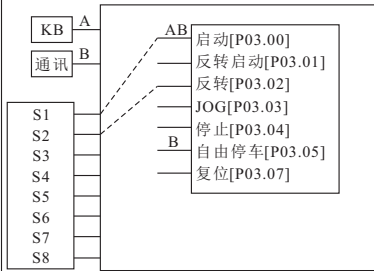 KB
A
通讯
B
S1
S2
S3
S4
S5
S6
S7
S8
AB
启动[P03.00]
反转启动[P03.01]
反转[P03.02]
JOG[P03.03]
停止[P03.04]
B
自由停车[P03.05]
复位[P03.07]